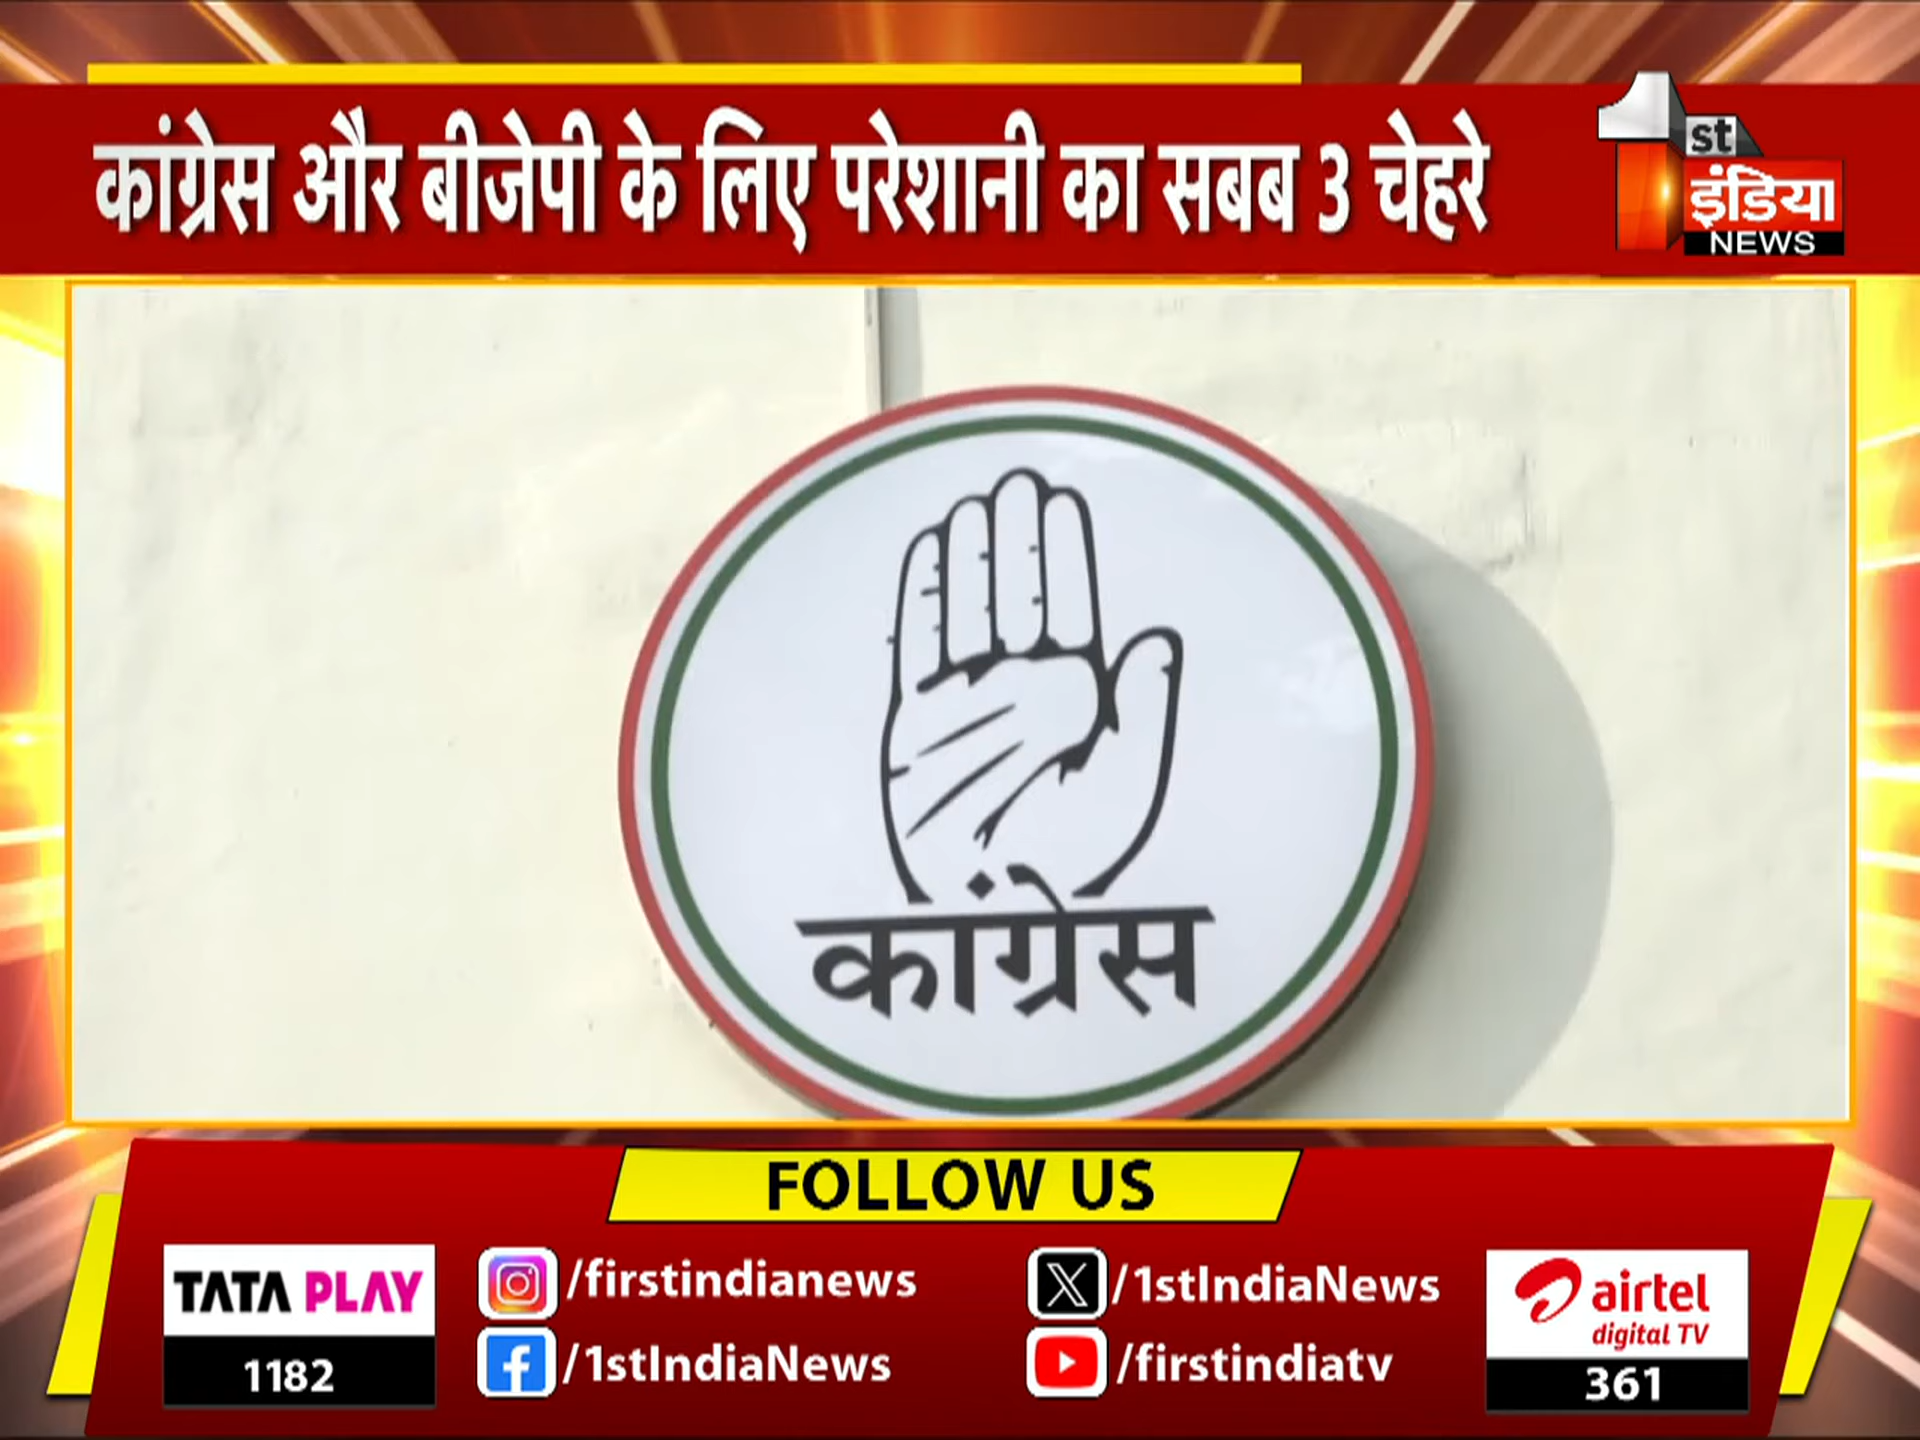 कांग्रेस और बीजेपी के लिए परेशानी का सबब 3 चेहरे
1st
इंडिया
NEWS
कांग्रेस
FOLLOW US
TATA PLAY
1182
/firstindianews
/1stIndiaNews
/1stIndiaNews
/firstindiatv
airtel
digital TV
361